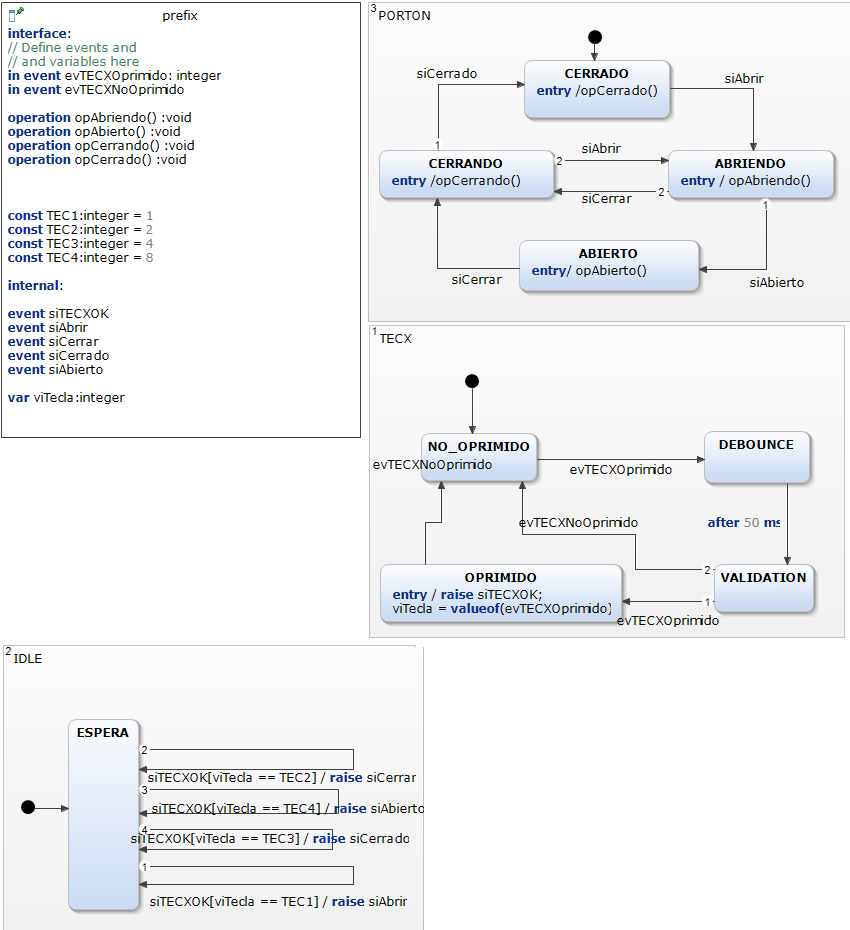 prefix
interface:
// Define events and
// and variables here
in event evTECXOprimido: integer
in event evTECXNoOprimido
operation opAbriendo() :void
operation opAbierto() :void
operation opCerrando() :void
operation opCerrado() :void
const TEC1:integer = 1
const TEC2:integer = 2
const TEC3:integer = 4
const TEC4:integer = 8
internal:
event siTECXOK
event siAbrir
event siCerrar
event siCerrado
event siAbierto
var viTecla:integer
3
PORTON
CERRADO
entry /opCerrado()
siCerrado
siAbrir
1
CERRANDO
entry /opCerrando()
2
siAbrir
siCerrar
2
ABRIENDO
entry / opAbriendo()
1
ABIERTO
entry/ opAbierto()
siCerrar
siAbierto
1
TECX
NO_OPRIMIDO
evTECXNoOprimido
evTECXOprimido
DEBOUNCE
evTECXNoOprimido
after 50 ms
OPRIMIDO
entry / raise siTECXOK;
viTecla = valueof(evTECXOprimido)
2
1
VALIDATION
evTECXOprimido
2
IDLE
ESPERA
2
siTECXOK[viTecla == TEC2] / raise siCerrar
3
siTECXOK[viTecla == TEC4] / raise siAbierto
4
siTECXOK[viTecla == TEC3] / raise siCerrado
1
siTECXOK[viTecla == TEC1] / raise siAbrir